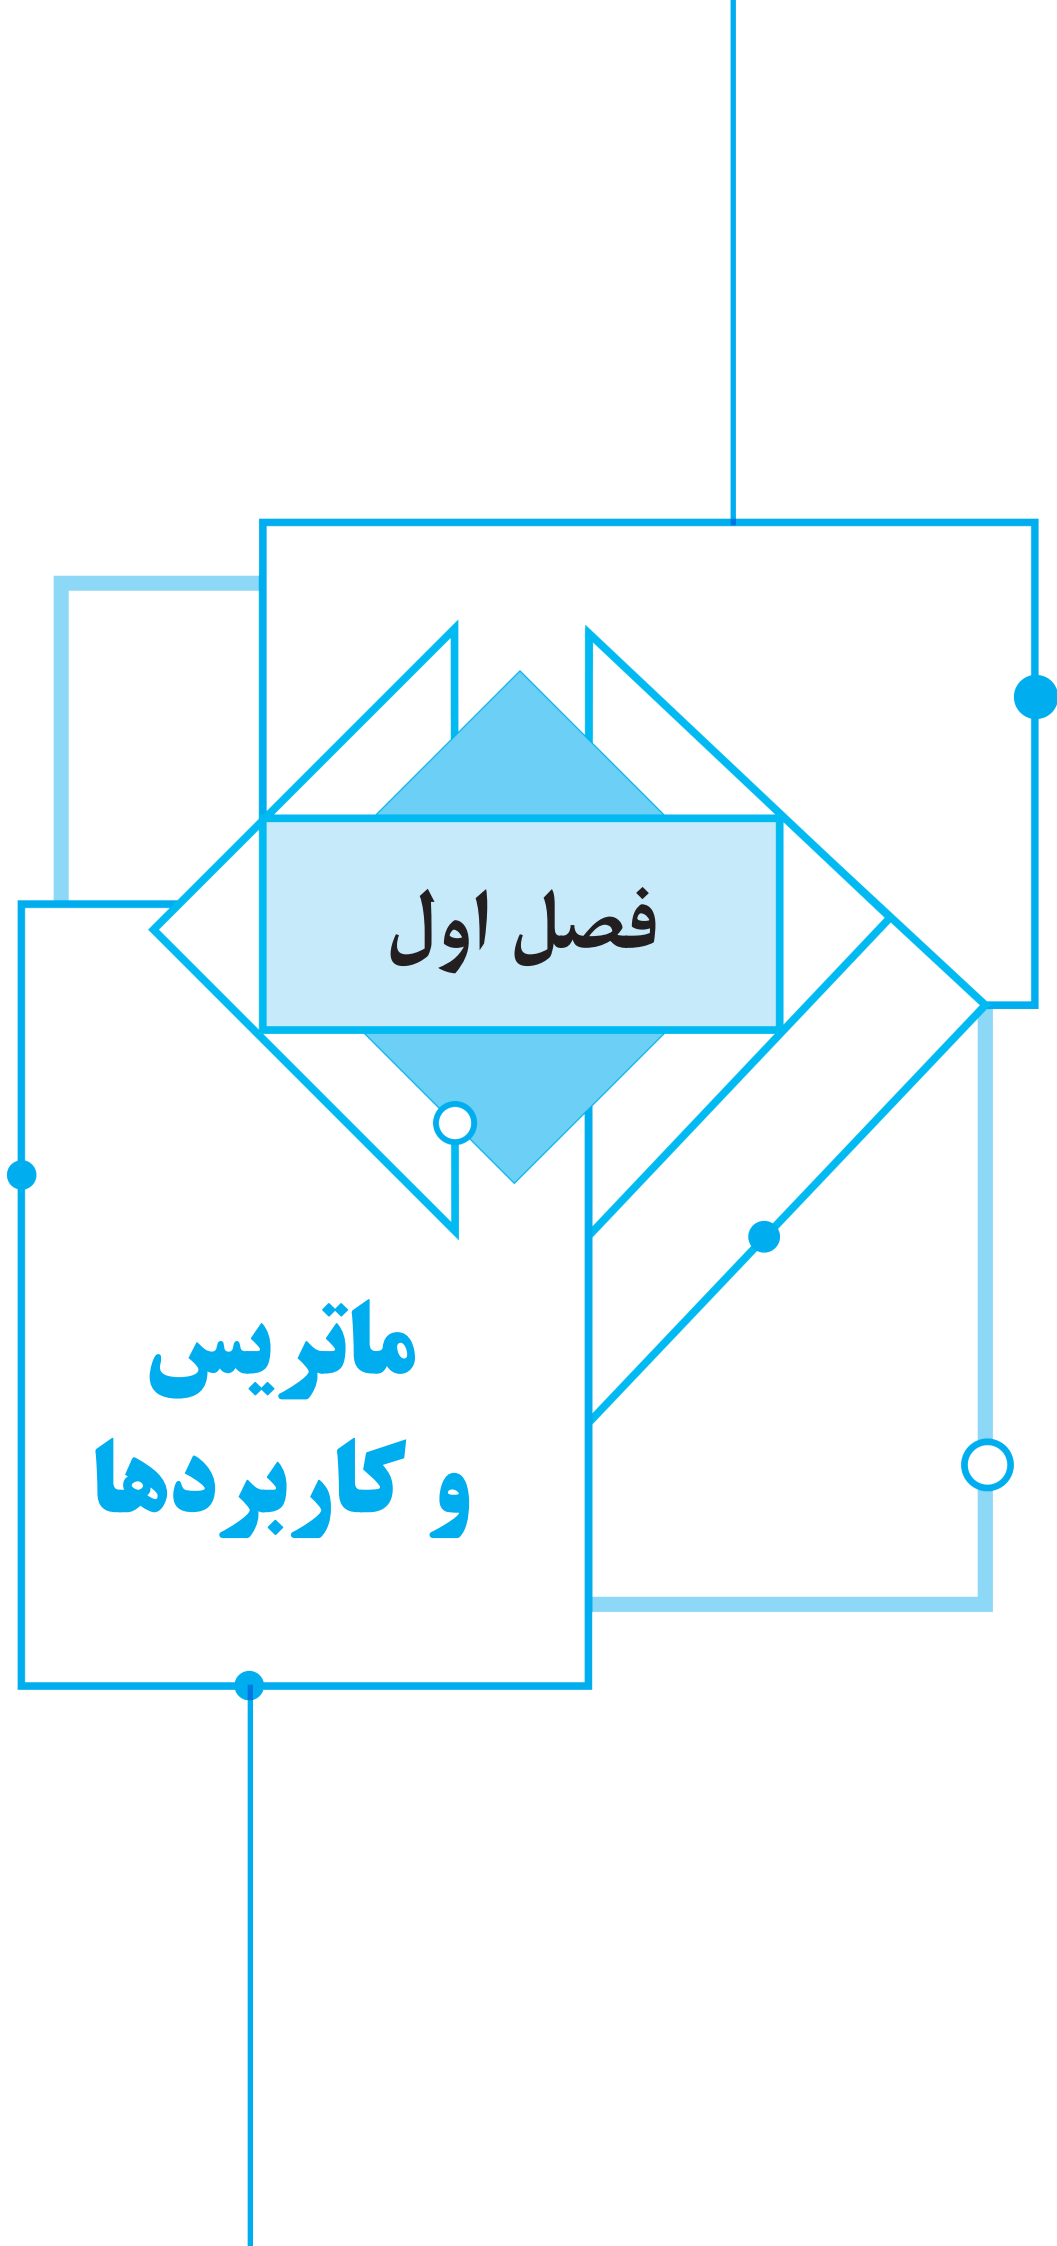 فصل اول
ماتریس
و کاربردها